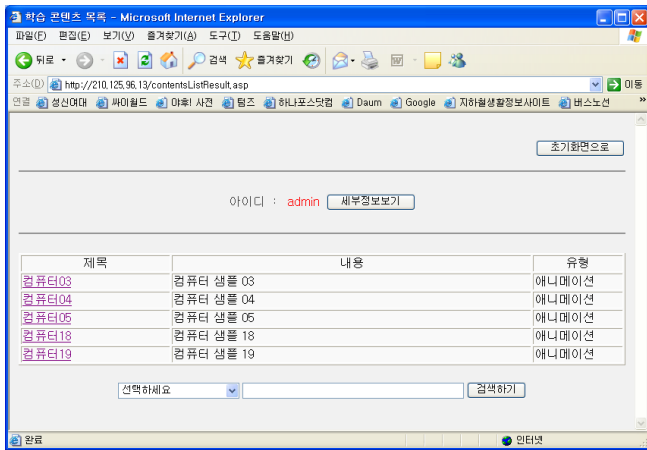 학습 콘텐츠 목록 - Microsoft Internet Explorer
파일(F) 편집(E) 보기(V) 즐겨찾기(A) 도구(T) 도움말(H)
뒤로 검색 즐겨찾기
주소(D) http://210.125.96.13/contentsListResult.asp 이동
연결 성신여대 싸이월드 야후! 사전 텀즈 하나포스닷컴 Daum Google 지하철생활정보사이트 버스노선 »
초기화면으로
아이디 : admin 세부정보보기
제목 내용 유형
컴퓨터03 컴퓨터 샘플 03 애니메이션
컴퓨터04 컴퓨터 샘플 04 애니메이션
컴퓨터05 컴퓨터 샘플 05 애니메이션
컴퓨터18 컴퓨터 샘플 18 애니메이션
컴퓨터19 컴퓨터 샘플 19 애니메이션
선택하세요 검색하기
완료 인터넷